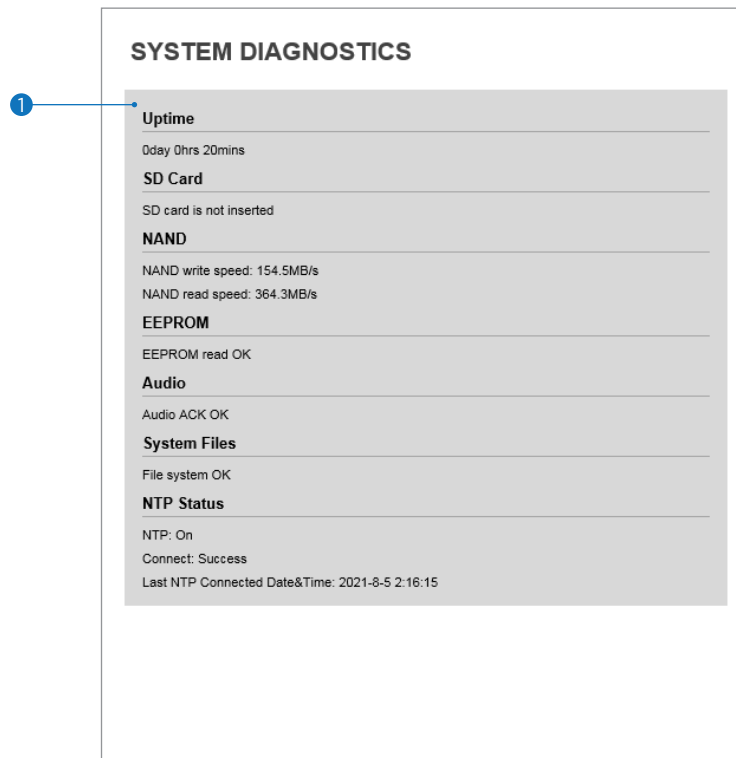 SYSTEM DIAGNOSTICS
1
Uptime
0day 0hrs 20mins
SD Card
SD card is not inserted
NAND
NAND write speed: 154.5MB/s
NAND read speed: 364.3MB/s
EEPROM
EEPROM read OK
Audio
Audio ACK OK
System Files
File system OK
NTP Status
NTP: On
Connect: Success
Last NTP Connected Date&Time: 2021-8-5 2:16:15